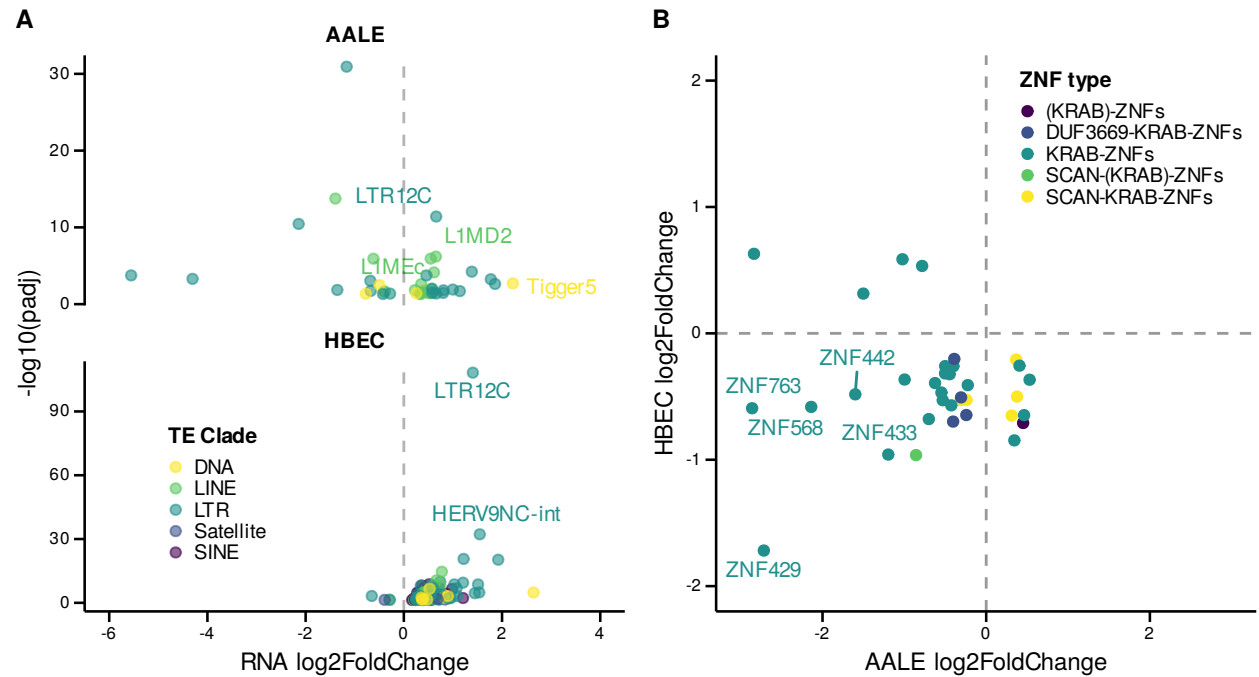 A
AALE
30
20
10
0
LTR12C
L1MD2
L1MEc
Tigger5
-log10(padj)
HBEC
90
60
30
0
LTR12C
HERV9NC-int
TE Clade
DNA
LINE
LTR
Satellite
SINE
-6
-4
-2
0
2
4
RNA log2FoldChange
B
ZNF type
(KRAB)-ZNFs
DUF3669-KRAB-ZNFs
KRAB-ZNFs
SCAN-(KRAB)-ZNFs
SCAN-KRAB-ZNFs
HBEC log2FoldChange
2
1
0
-1
-2
ZNF442
ZNF763
ZNF568
ZNF433
ZNF429
-2
0
2
AALE log2FoldChange